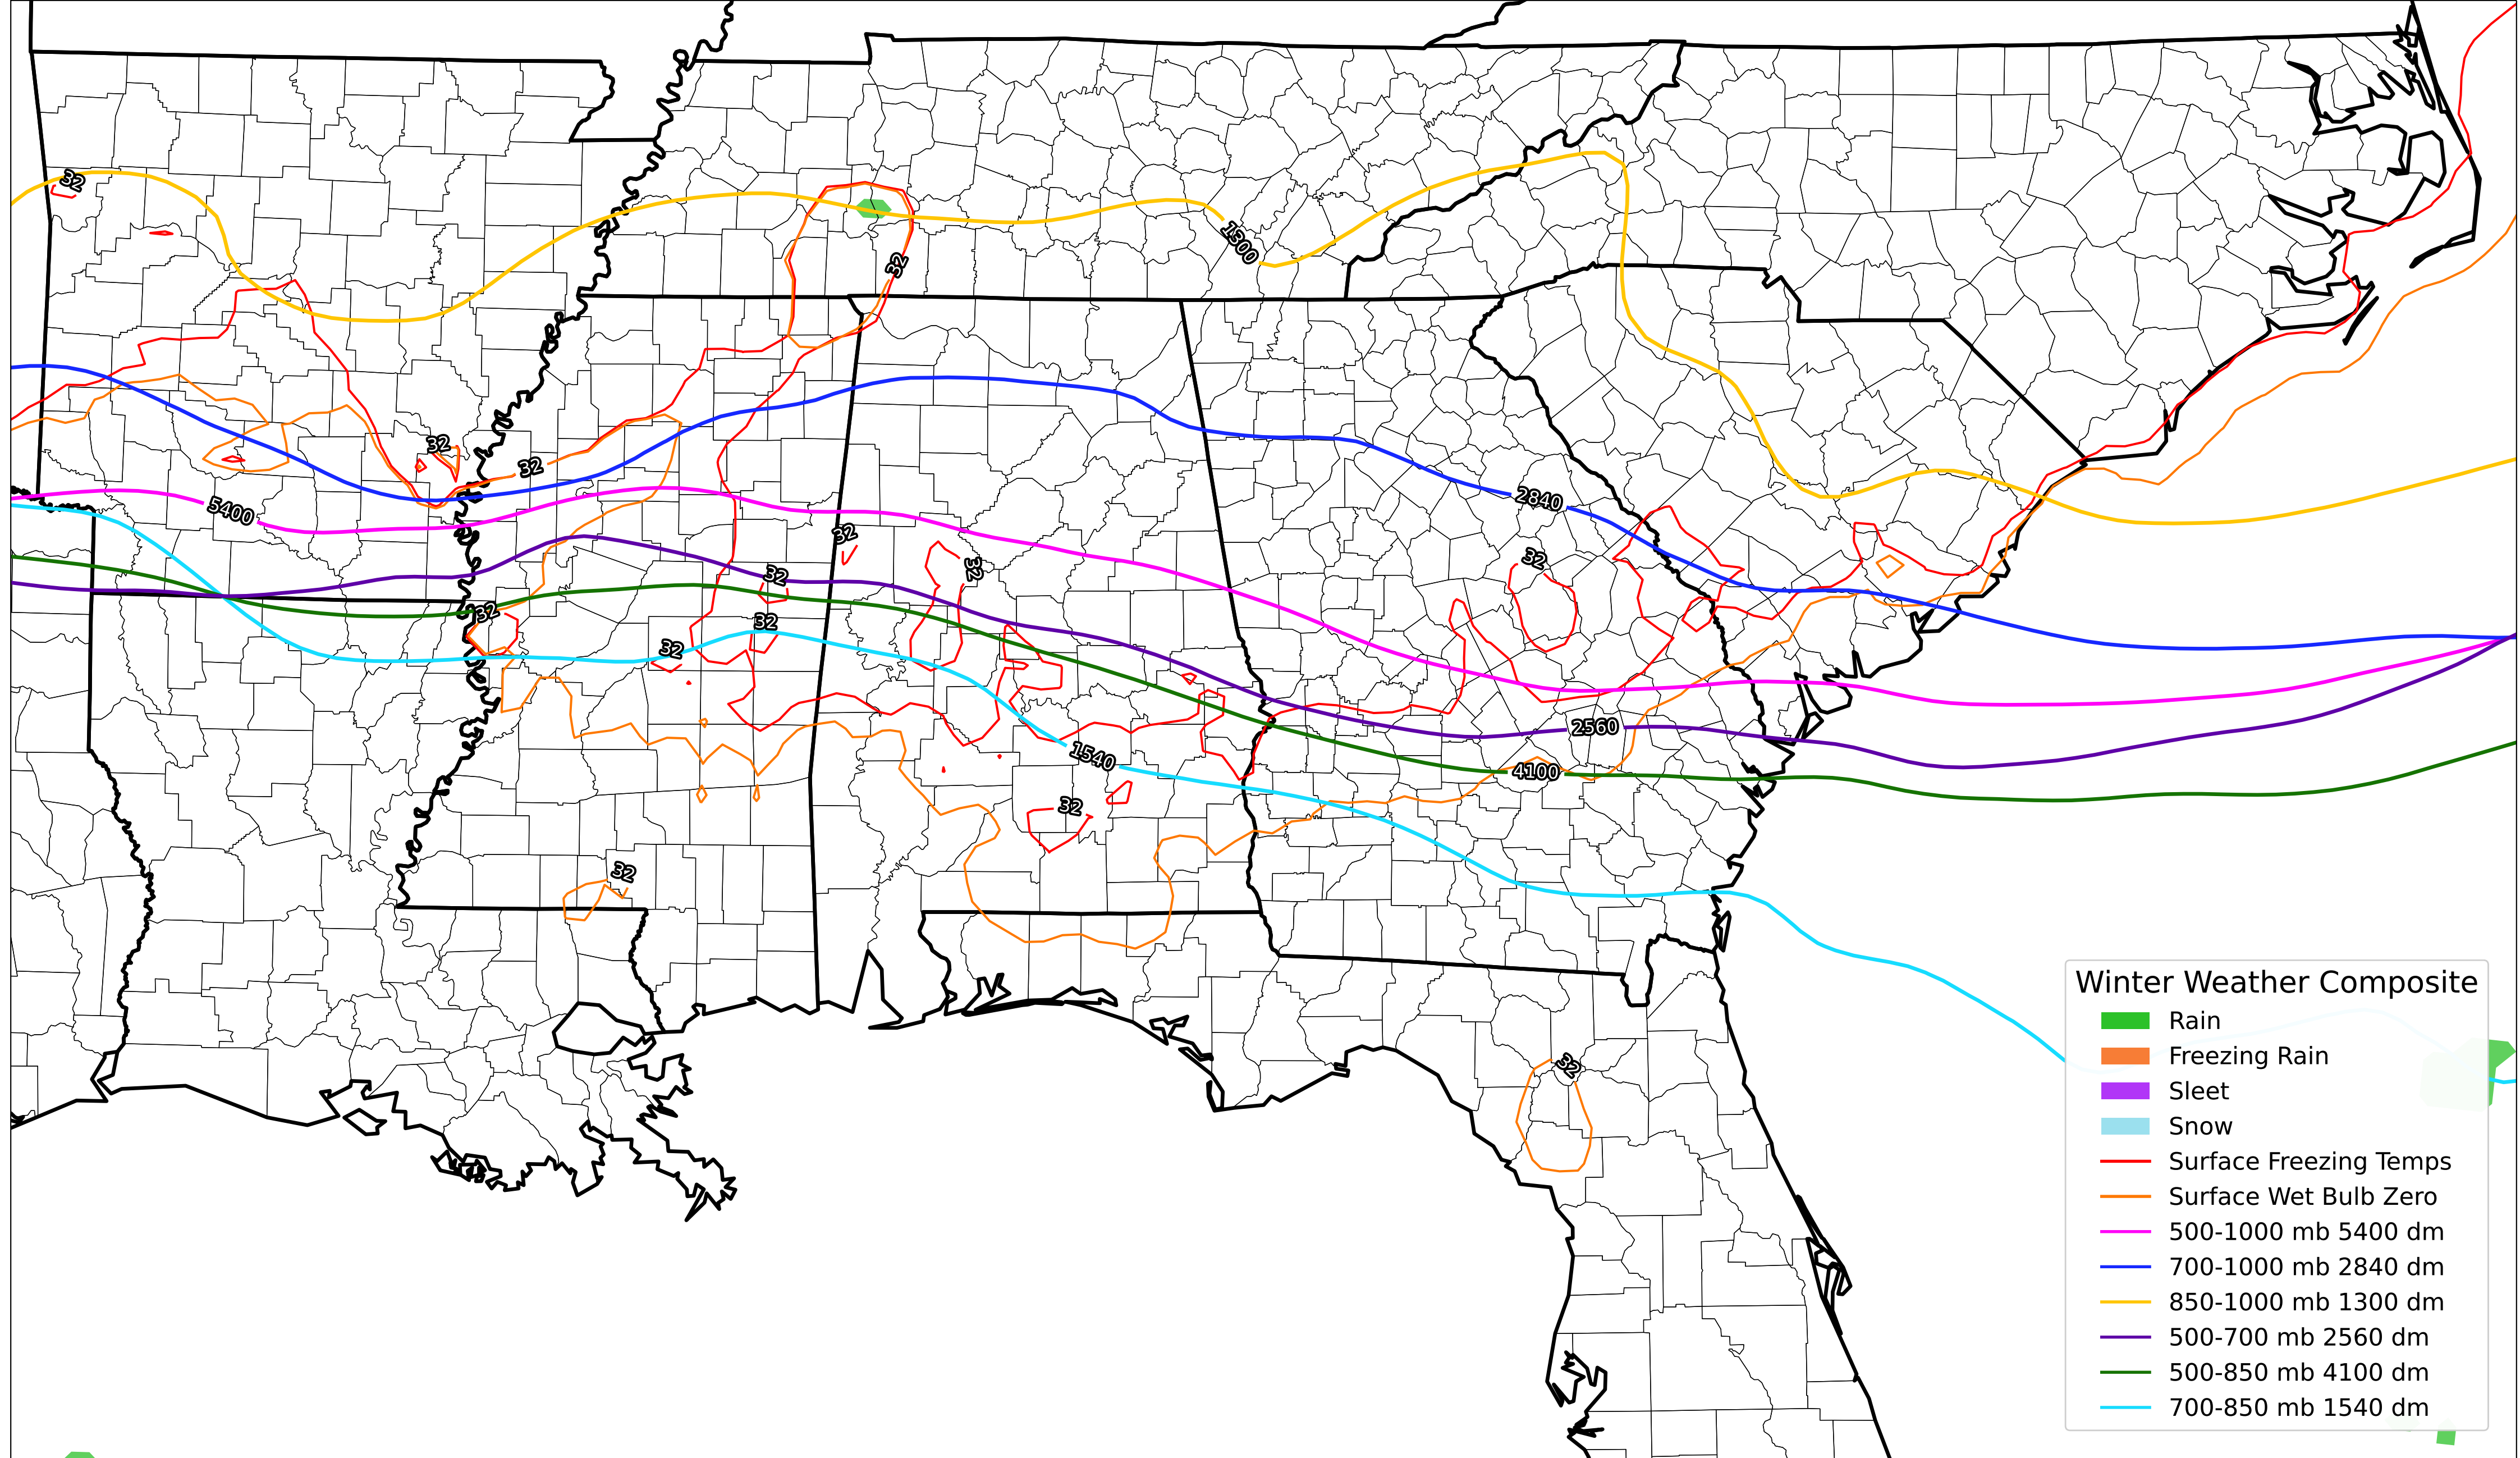 32
1300
32
2840
32
32
5400
32
32
32
32
32
32
32
2560
1540
4100
32
32
32
Winter Weather Composite
Rain
Freezing Rain
Sleet
Snow
Surface Freezing Temps
Surface Wet Bulb Zero
500-1000 mb 5400 dm
700-1000 mb 2840 dm
850-1000 mb 1300 dm
500-700 mb 2560 dm
500-850 mb 4100 dm
700-850 mb 1540 dm